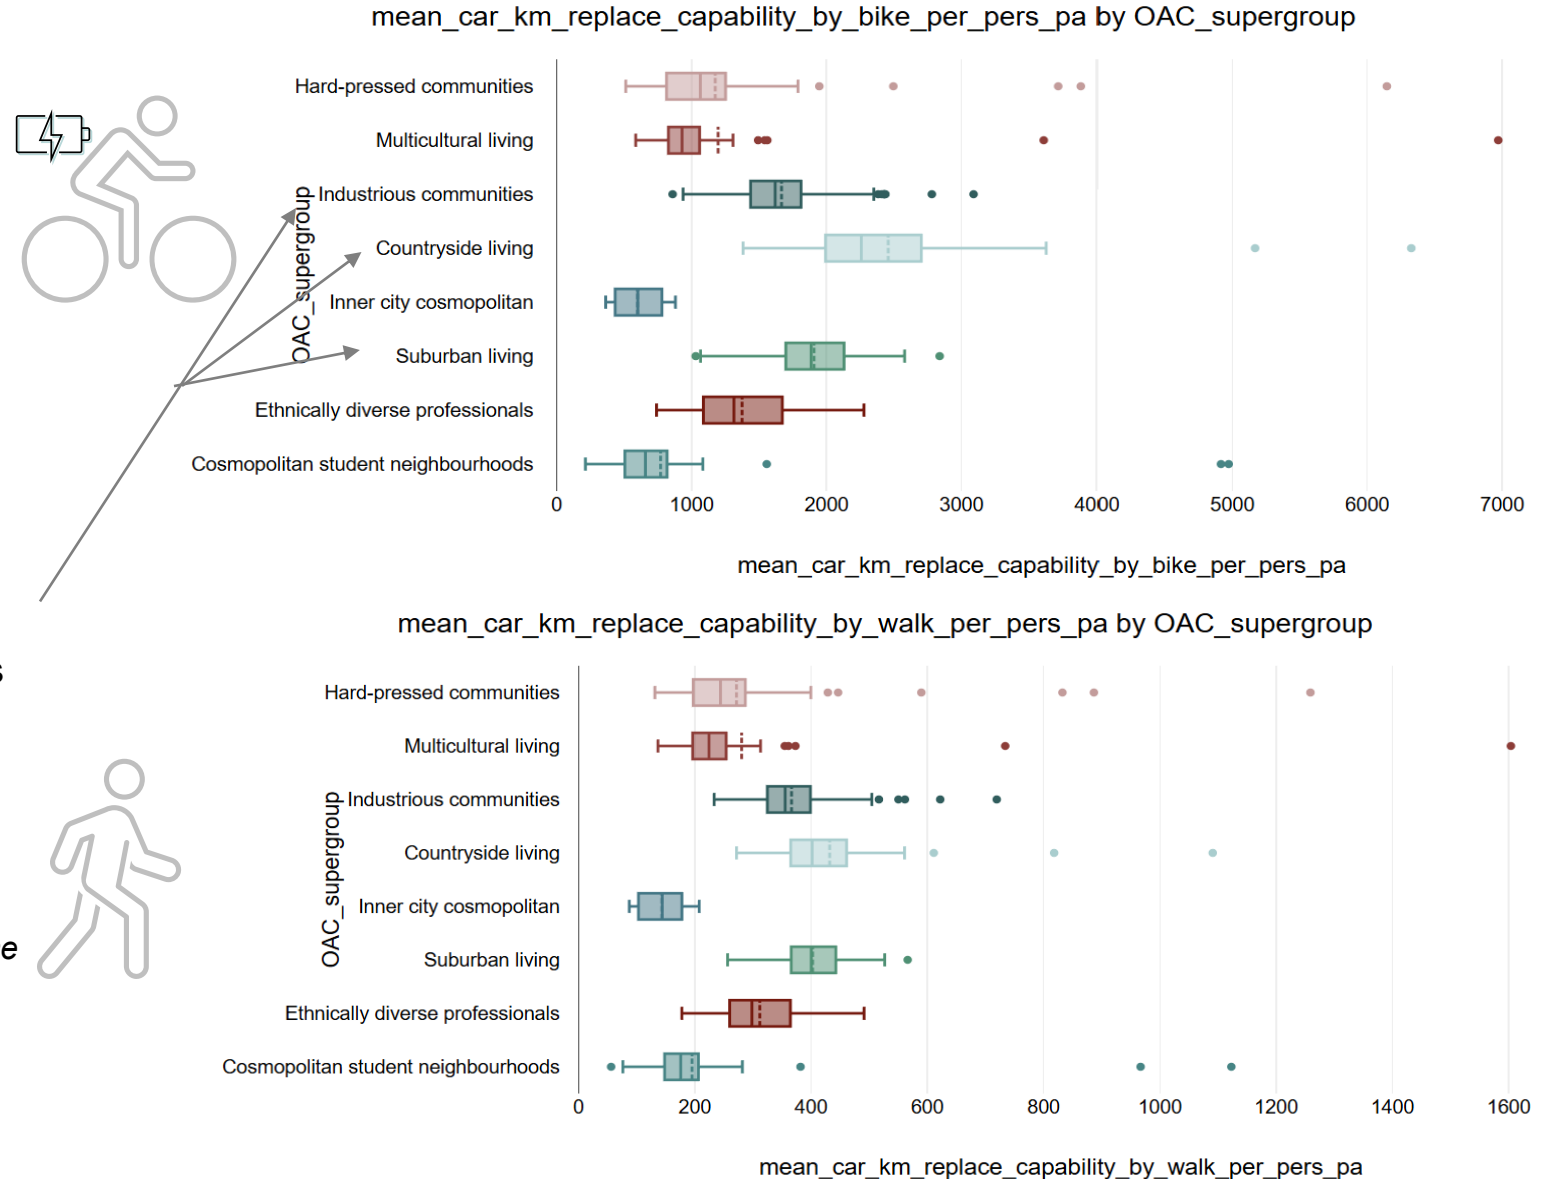 mean_car_km_replace_capability_by_bike_per_pers_pa by OAC_supergroup
Hard-pressed communities
Multicultural living
Industrious communities
Countryside living
Inner city cosmopolitan
Suburban living
Ethnically diverse professionals
Cosmopolitan student neighbourhoods
OAC_supergroup
0 1000 2000 3000 4000 5000 6000 7000
mean_car_km_replace_capability_by_bike_per_pers_pa
mean_car_km_replace_capability_by_walk_per_pers_pa by OAC_supergroup
s
Hard-pressed communities
Multicultural living
Industrious communities
Countryside living
Inner city cosmopolitan
e
Suburban living
Ethnically diverse professionals
Cosmopolitan student neighbourhoods
OAC_supergroup
0 200 400 600 800 1000 1200 1400 1600
mean_car_km_replace_capability_by_walk_per_pers_pa